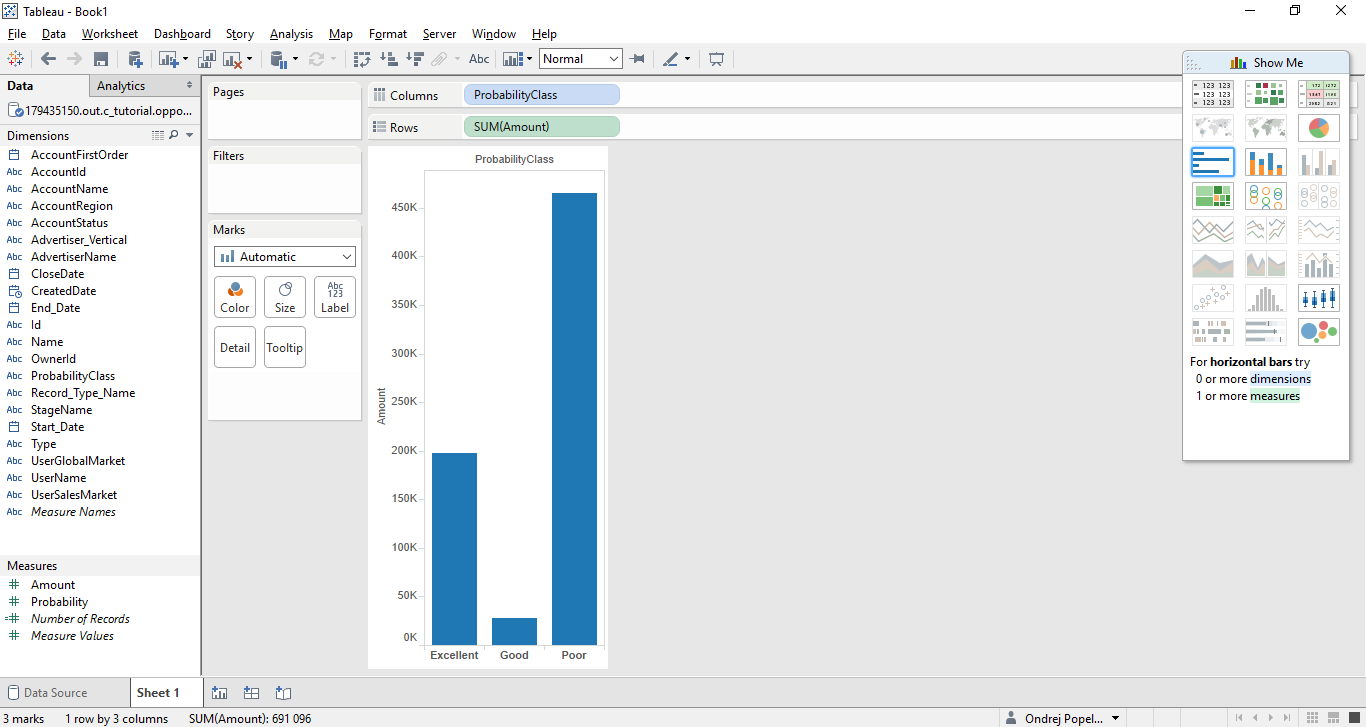 Tableau - Book1
File Data Worksheet Dashboard Story Analysis Map Format Server Window Help
Abc Normal
Data Analytics
179435150.out.c_tutorial.oppo...
Dimensions
AccountFirstOrder
Abc AccountId
Abc AccountName
Abc AccountRegion
Abc AccountStatus
Abc Advertiser_Vertical
Abc AdvertiserName
CloseDate
CreatedDate
End_Date
Abc Id
Abc Name
Abc OwnerId
Abc ProbabilityClass
Abc Record_Type_Name
Abc StageName
Start_Date
Abc Type
Abc UserGlobalMarket
Abc UserName
Abc UserSalesMarket
Abc Measure Names
Measures
# Amount
# Probability
=# Number of Records
# Measure Values
Pages
Filters
Marks
Automatic
Color Size Abc 123 Label
Detail Tooltip
Columns ProbabilityClass
Rows SUM(Amount)
ProbabilityClass
450K
400K
350K
300K
250K
200K
150K
100K
50K
0K
Amount
Excellent Good Poor
Show Me
123 123
123 123
123 123
For horizontal bars try
0 or more dimensions
1 or more measures
Data Source Sheet 1
3 marks 1 row by 3 columns SUM(Amount): 691 096
Ondrej Popel...